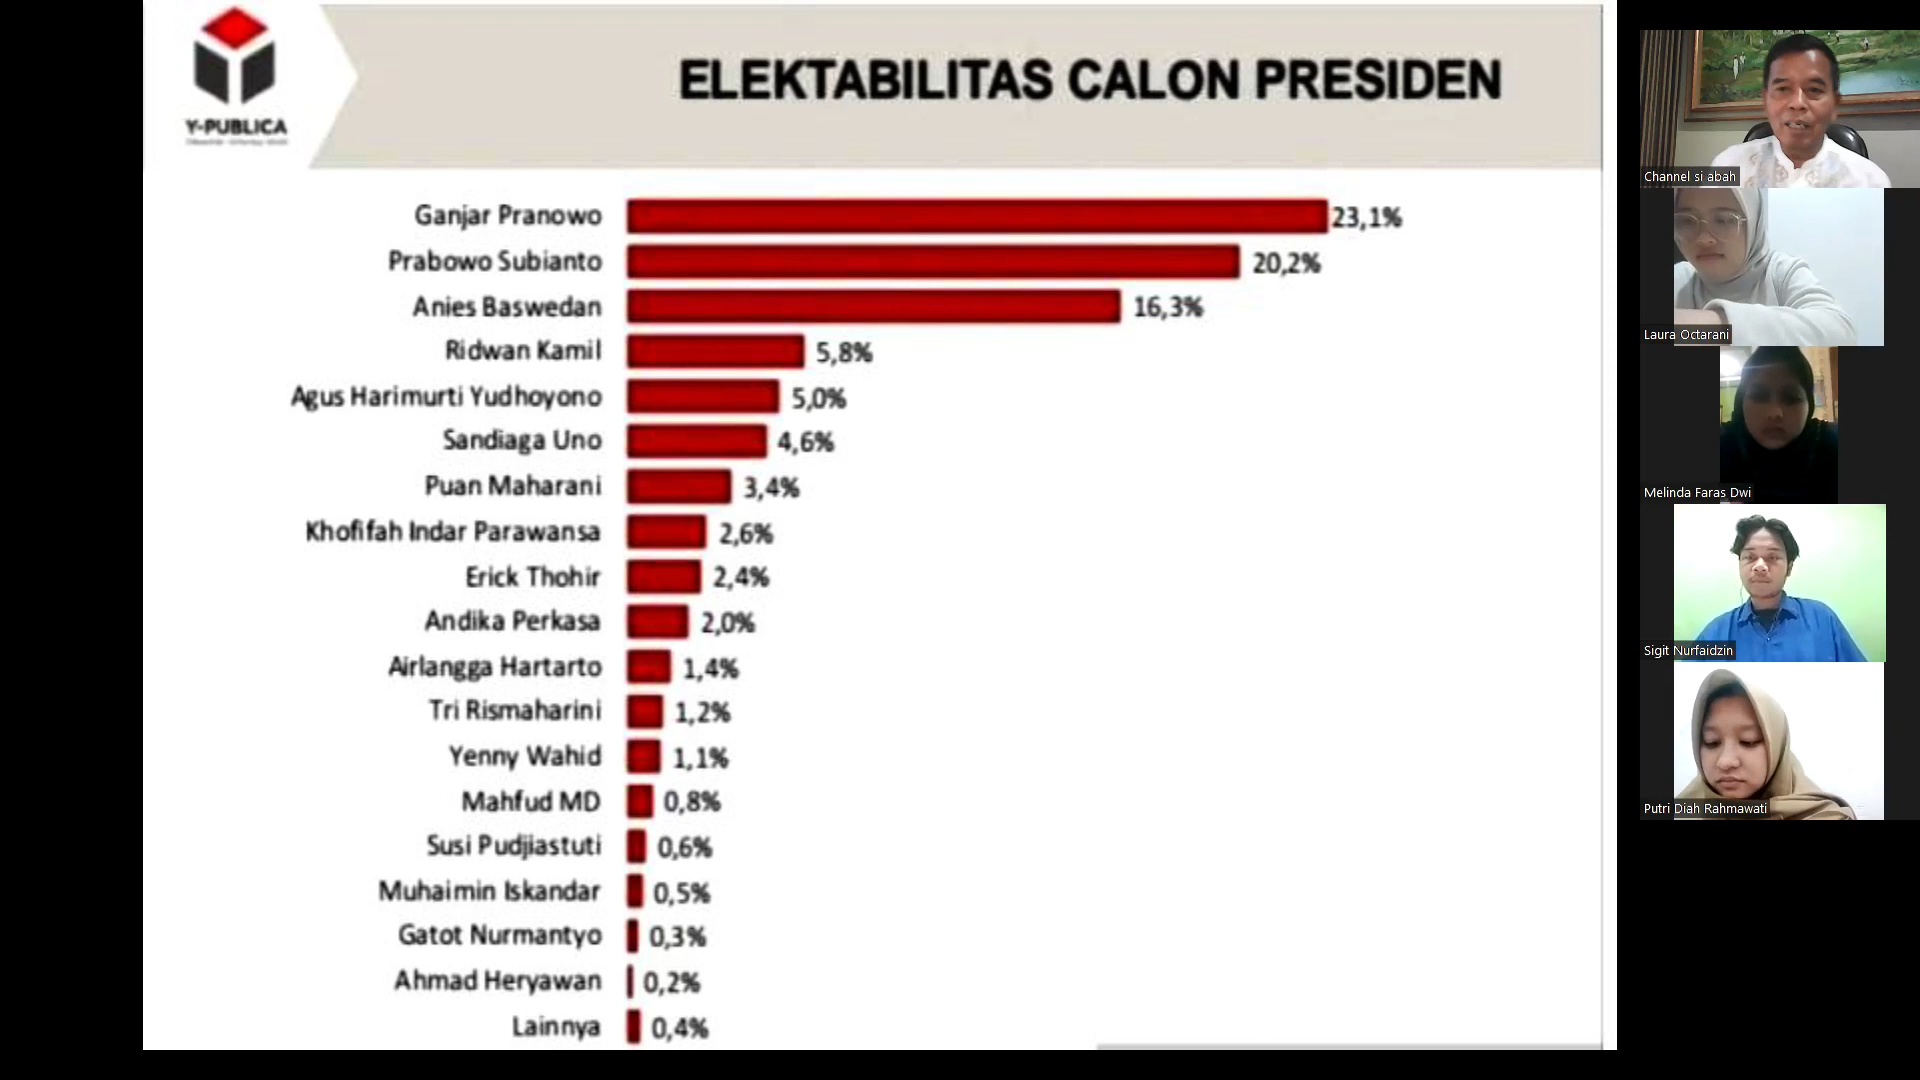 Y-PUBLICA
ELEKTABILITAS CALON PRESIDEN
Ganjar Pranowo 23,1%
Prabowo Subianto 20,2%
Anies Baswedan 16,3%
Ridwan Kamil 5,8%
Agus Harimurti Yudhoyono 5,0%
Sandiaga Uno 4,6%
Puan Maharani 3,4%
Khofifah Indar Parawansa 2,6%
Erick Thohir 2,4%
Andika Perkasa 2,0%
Airlangga Hartarto 1,4%
Tri Rismaharini 1,2%
Yenny Wahid 1,1%
Mahfud MD 0,8%
Susi Pudjiastuti 0,6%
Muhaimin Iskandar 0,5%
Gatot Nurmantyo 0,3%
Ahmad Heryawan 0,2%
Lainnya 0,4%
Channel si abah
Laura Octarani
Melinda Faras Dwi
Sigit Nurfaidzin
Putri Diah Rahmawati